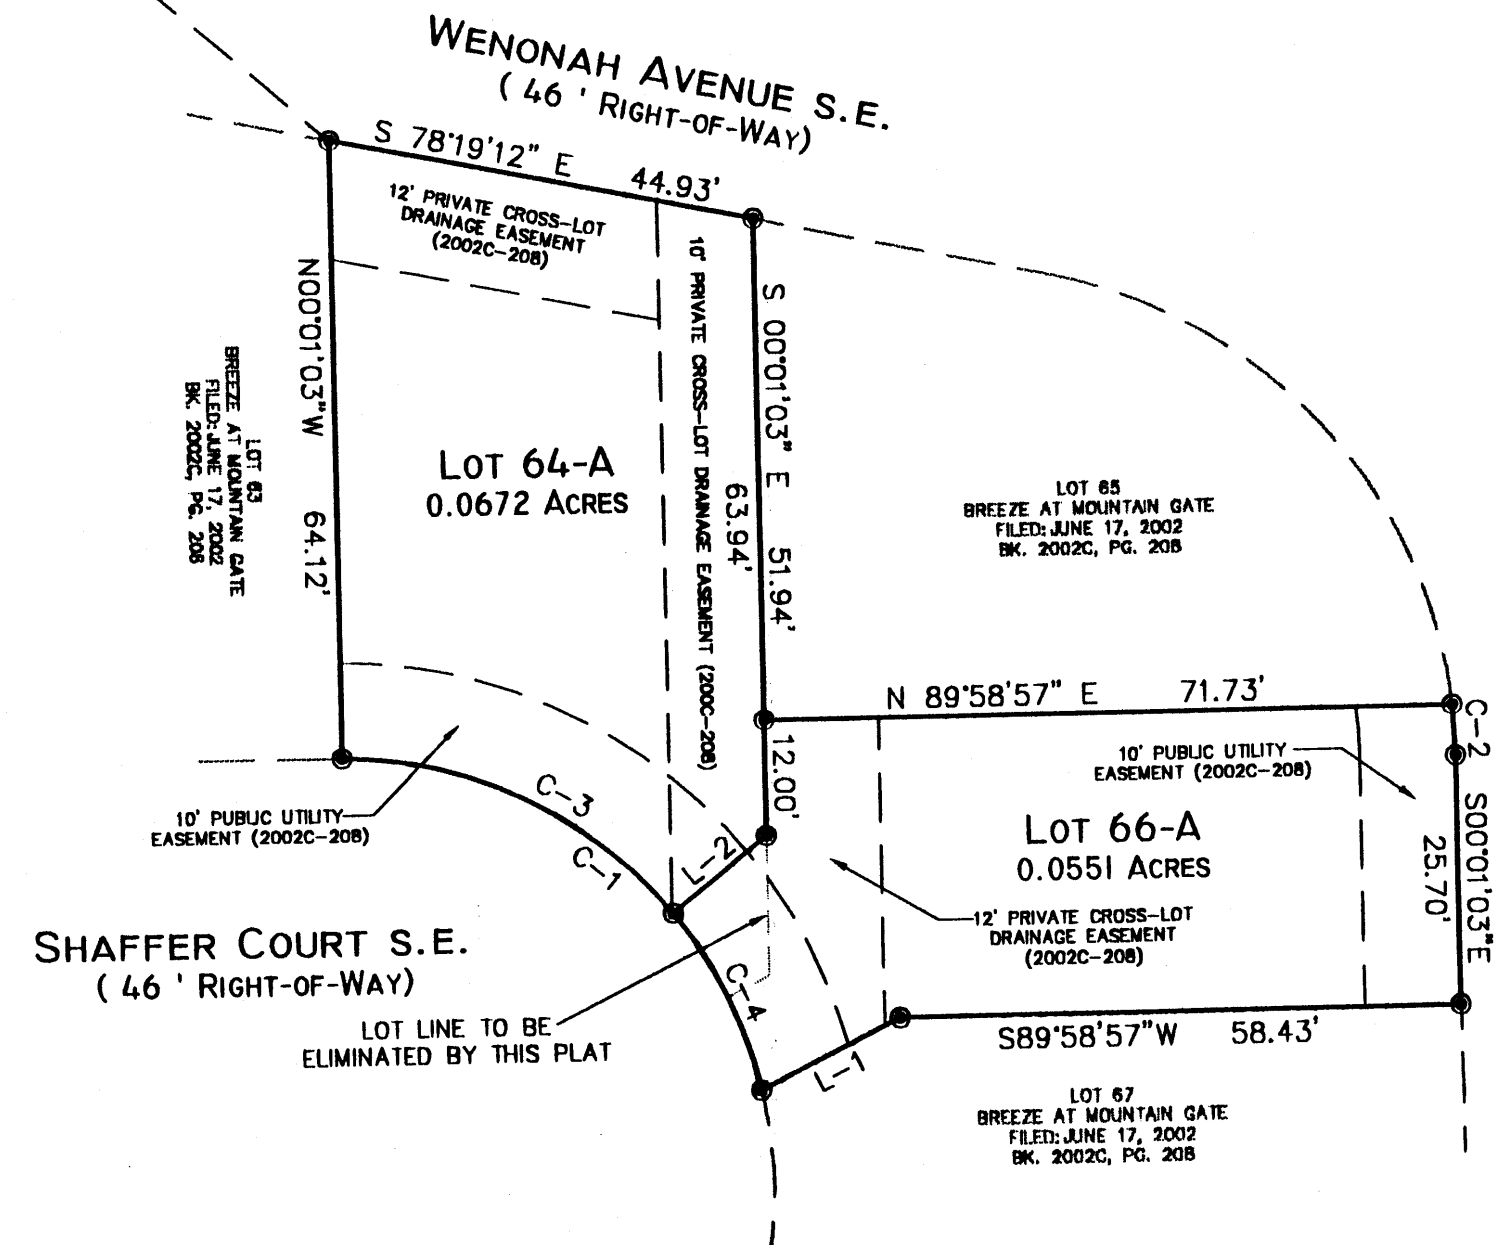 WENONAH AVENUE S.E.
( 46 ' RIGHT-OF-WAY)
S 78°19'12" E 44.93'
12' PRIVATE CROSS-LOT
DRAINAGE EASEMENT
(2002C-208)
10' PRIVATE CROSS-LOT DRAINAGE EASEMENT (200C-208)
N00°01'03"W 64.12'
S 00°01'03" E 51.94'
63.94'
12.00'
LOT 63
BREEZE AT MOUNTAIN GATE
FILED: JUNE 17, 2002
BK. 2002C, PG. 208
LOT 64-A
0.0672 ACRES
LOT 65
BREEZE AT MOUNTAIN GATE
FILED: JUNE 17, 2002
BK. 2002C, PG. 208
N 89°58'57" E 71.73'
C-2
10' PUBLIC UTILITY
EASEMENT (2002C-208)
S00°01'03"E
25.70'
LOT 66-A
0.0551 ACRES
12' PRIVATE CROSS-LOT
DRAINAGE EASEMENT
(2002C-208)
10' PUBLIC UTILITY
EASEMENT (2002C-208)
C-3
C-1
L-2
C-4
SHAFFER COURT S.E.
( 46 ' RIGHT-OF-WAY)
LOT LINE TO BE
ELIMINATED BY THIS PLAT
L-1
S89°58'57"W 58.43'
LOT 67
BREEZE AT MOUNTAIN GATE
FILED: JUNE 17, 2002
BK. 2002C, PG. 208